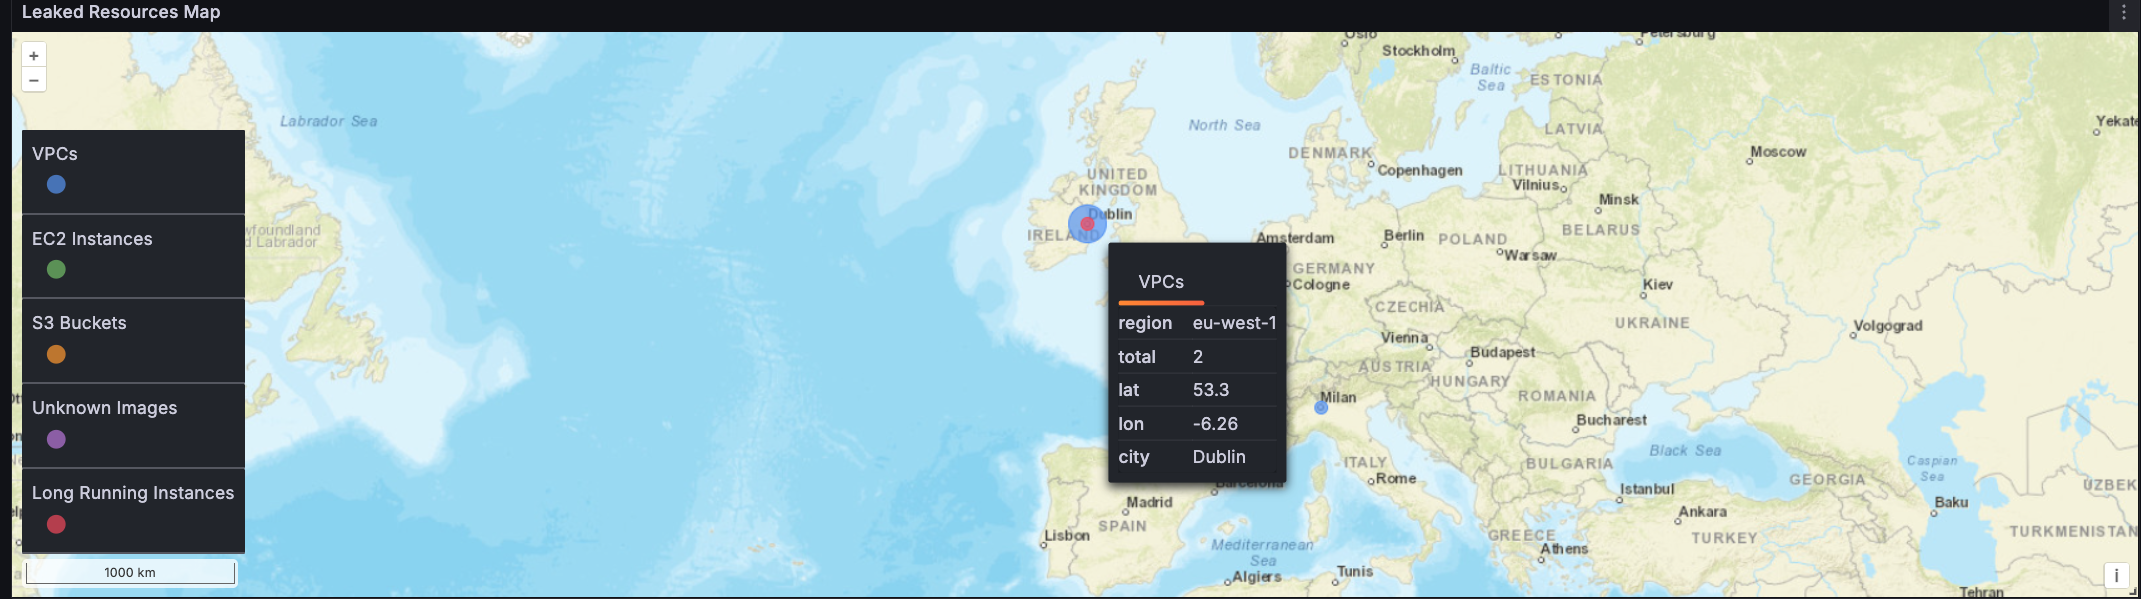 Leaked Resources Map
+
−
VPCs
EC2 Instances
S3 Buckets
Unknown Images
Long Running Instances
1000 km
Labrador Sea
Oslo
Stockholm
Petersburg
Baltic
Sea
ESTONIA
North Sea
LATVIA
Moscow
DENMARK
Copenhagen
LITHUANIA
Vilnius
Minsk
UNITED
KINGDOM
Dublin
IRELAND
BELARUS
Amsterdam
Berlin
POLAND
Warsaw
GERMANY
Cologne
Kiev
CZECHIA
UKRAINE
Volgograd
Vienna
Budapest
AUSTRIA
HUNGARY
Milan
ROMANIA
Bucharest
Black Sea
BULGARIA
ITALY
Rome
GEORGIA
Caspian
Sea
Istanbul
Baku
Ankara
Barcelona
Madrid
SPAIN
Lisbon
GREECE
Athens
TURKEY
TURKMENISTAN
Mediterranean
Sea
Algiers
Tunis
Tehran
VPCs
region eu-west-1
total 2
lat 53.3
lon -6.26
city Dublin
i